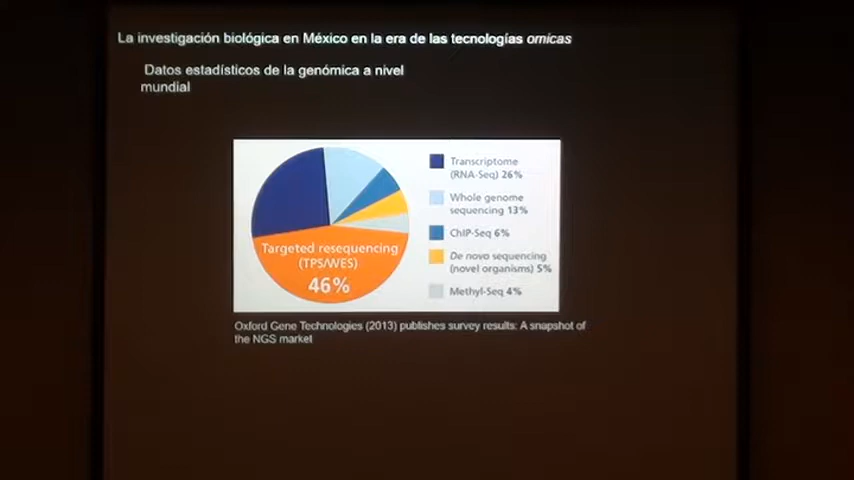 La investigación biológica en México en la era de las tecnologías omicas
Datos estadísticos de la genómica a nivel
mundial
Transcriptome
(RNA-Seq) 26%
Whole genome
sequencing 13%
ChIP-Seq 6%
De novo sequencing
(novel organisms) 5%
Methyl-Seq 4%
Targeted resequencing
(TPS/WES)
46%
Oxford Gene Technologies (2013) publishes survey results: A snapshot of
the NGS market